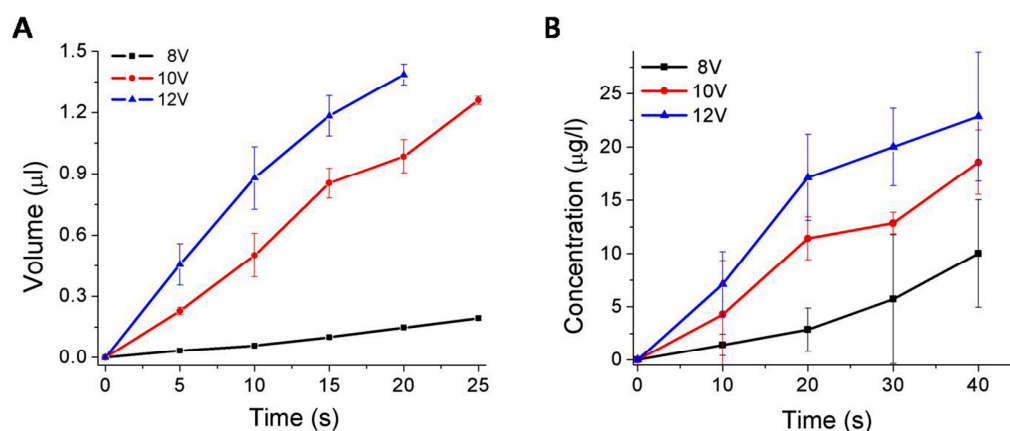 A
8V
10V
12V
Volume (μl)
1.5
1.2
0.9
0.6
0.3
0.0
0 5 10 15 20 25
Time (s)
B
8V
10V
12V
Concentration (μg/l)
25
20
15
10
5
0
0 10 20 30 40
Time (s)